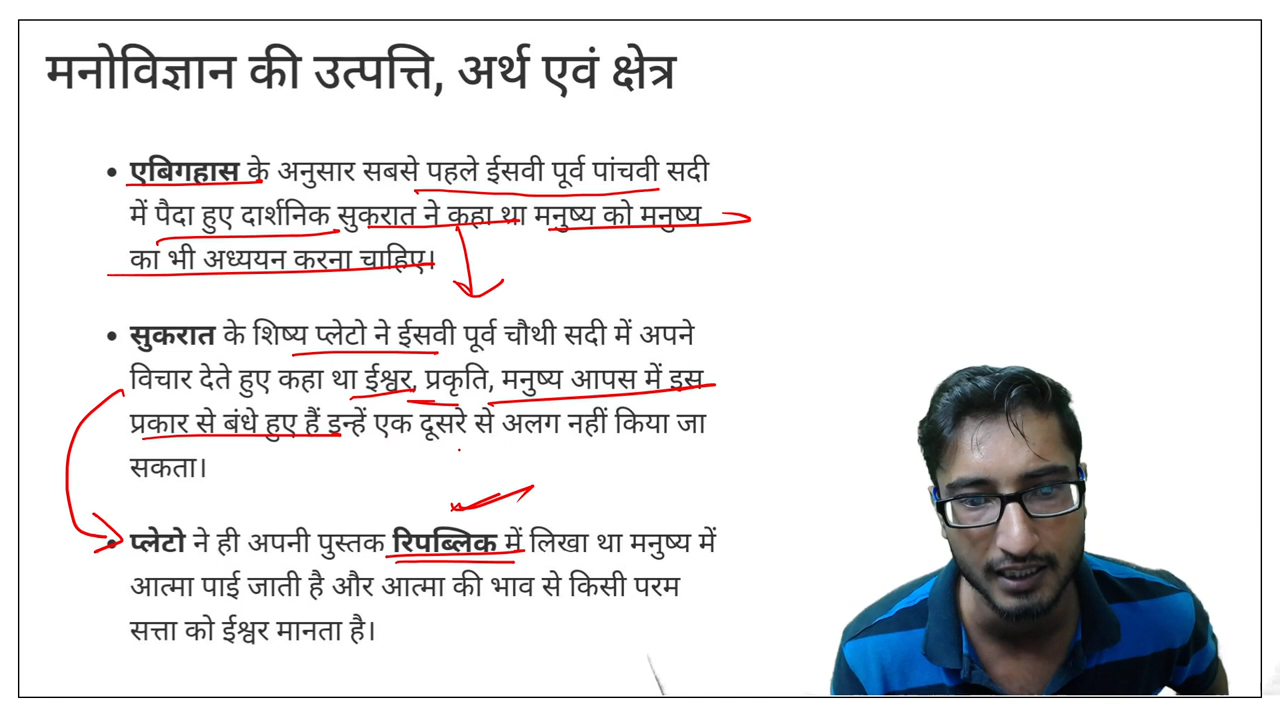 मनोविज्ञान की उत्पत्ति, अर्थ एवं क्षेत्र
• एबिगहास के अनुसार सबसे पहले ईसवी पूर्व पांचवी सदी
में पैदा हुए दार्शनिक सुकरात ने कहा था मनुष्य को मनुष्य
का भी अध्ययन करना चाहिए।
• सुकरात के शिष्य प्लेटो ने ईसवी पूर्व चौथी सदी में अपने
विचार देते हुए कहा था ईश्वर, प्रकृति, मनुष्य आपस में इस
प्रकार से बंधे हुए हैं इन्हें एक दूसरे से अलग नहीं किया जा
सकता।
• प्लेटो ने ही अपनी पुस्तक रिपब्लिक में लिखा था मनुष्य में
आत्मा पाई जाती है और आत्मा की भाव से किसी परम
सत्ता को ईश्वर मानता है।